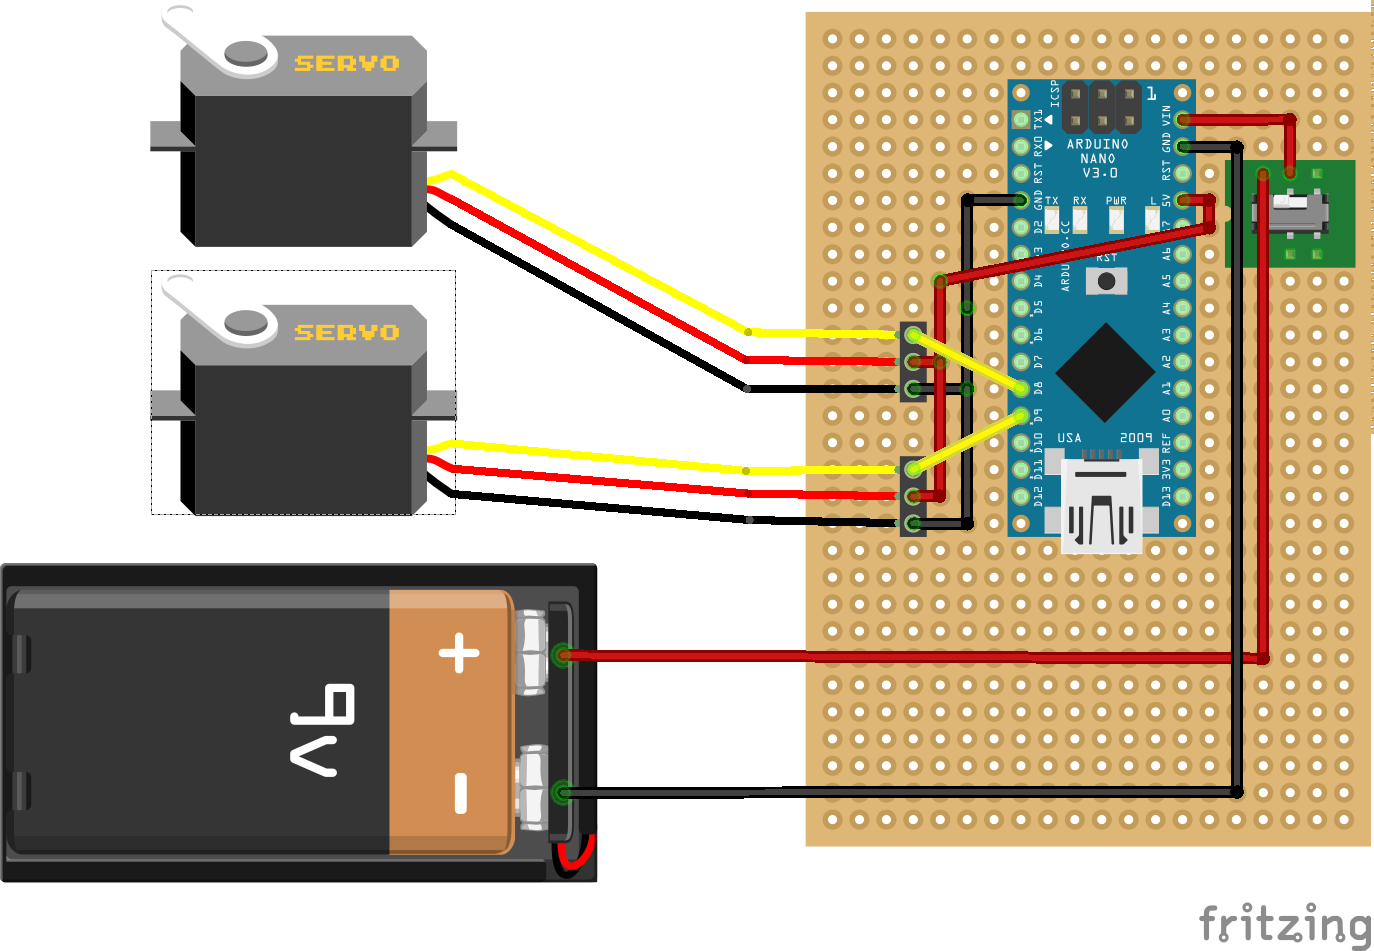 SERVO
SERVO
+
9V
-
ICSP
1
TX1
RX0
RST
GND
D2
D3
D4
D5
D6
D7
D8
D9
D10
D11
D12
VIN
GND
RST
5V
A6
A5
A4
A3
A2
A1
A0
REF
3V3
D13
ARDUINO
NANO
V3.0
TX
RX
PWR
L
ARDUINO.CC
RST
USA
2009
fritzing